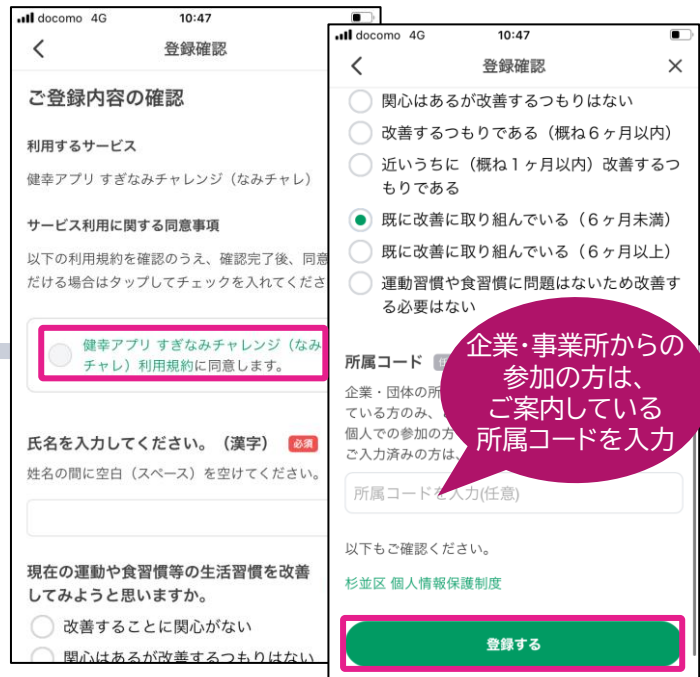 docomo 4G 10:47
登録確認
ご登録内容の確認
利用するサービス
健幸アプリ すぎなみチャレンジ（なみチャレ）
サービス利用に関する同意事項
以下の利用規約を確認のうえ、確認完了後、同意
だける場合はタップしてチェックを入れてくださ
健幸アプリ すぎなみチャレンジ（なみ
チャレ）利用規約に同意します。
氏名を入力してください。（漢字） 必須
姓名の間に空白（スペース）を空けてください。
現在の運動や食習慣等の生活習慣を改善
してみようと思いますか。
改善することに関心がない
関心はあるが改善するつもりはない
docomo 4G 10:47
登録確認
関心はあるが改善するつもりはない
改善するつもりである（概ね６ヶ月以内）
近いうちに（概ね１ヶ月以内）改善するつ
もりである
既に改善に取り組んでいる（６ヶ月未満）
既に改善に取り組んでいる（６ヶ月以上）
運動習慣や食習慣に問題はないため改善す
る必要はない
所属コード
企業・団体の所
ている方のみ、
個人での参加の方
ご入力済みの方は、
所属コードを入力(任意)
企業・事業所からの
参加の方は、
ご案内している
所属コードを入力
以下もご確認ください。
杉並区 個人情報保護制度
登録する